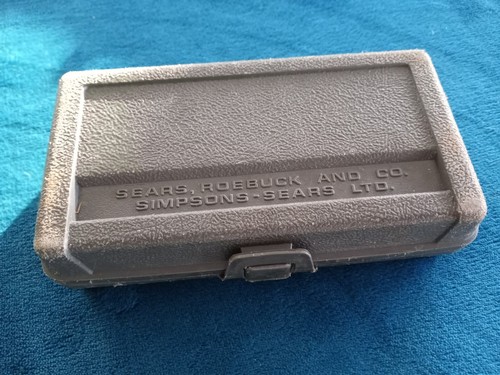 SEARS, ROEBUCK AND CO.
SIMPSONS-SEARS LTD.